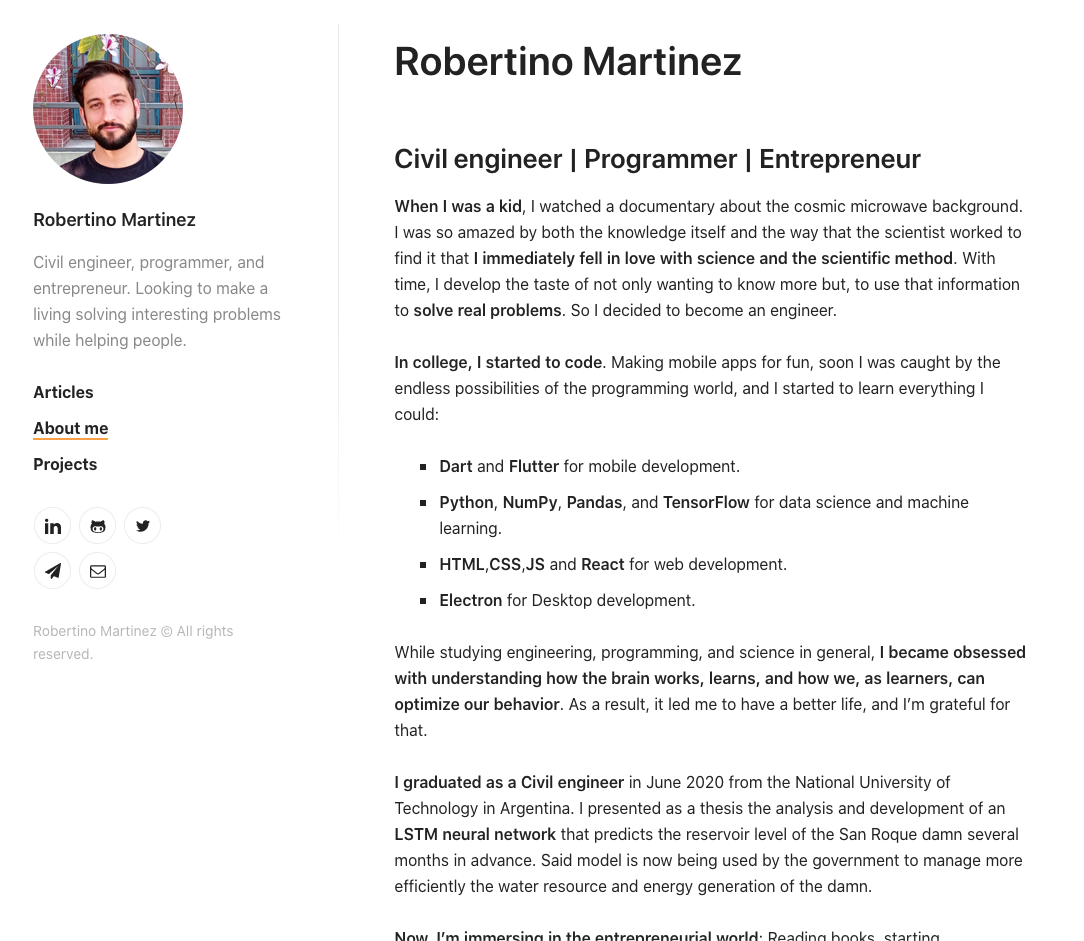 Robertino Martinez
Civil engineer, programmer, and
entrepreneur. Looking to make a
living solving interesting problems
while helping people.
Articles
About me
Projects
in
Robertino Martinez © All rights
reserved.
Robertino Martinez
Civil engineer | Programmer | Entrepreneur
When I was a kid, I watched a documentary about the cosmic microwave background.
I was so amazed by both the knowledge itself and the way that the scientist worked to
find it that I immediately fell in love with science and the scientific method. With
time, I develop the taste of not only wanting to know more but, to use that information
to solve real problems. So I decided to become an engineer.
In college, I started to code. Making mobile apps for fun, soon I was caught by the
endless possibilities of the programming world, and I started to learn everything I
could:
Dart and Flutter for mobile development.
Python, NumPy, Pandas, and TensorFlow for data science and machine
learning.
HTML,CSS,JS and React for web development.
Electron for Desktop development.
While studying engineering, programming, and science in general, I became obsessed
with understanding how the brain works, learns, and how we, as learners, can
optimize our behavior. As a result, it led me to have a better life, and I’m grateful for
that.
I graduated as a Civil engineer in June 2020 from the National University of
Technology in Argentina. I presented as a thesis the analysis and development of an
LSTM neural network that predicts the reservoir level of the San Roque damn several
months in advance. Said model is now being used by the government to manage more
efficiently the water resource and energy generation of the damn.
Now, I’m immersing in the entrepreneurial world: Reading books, starting